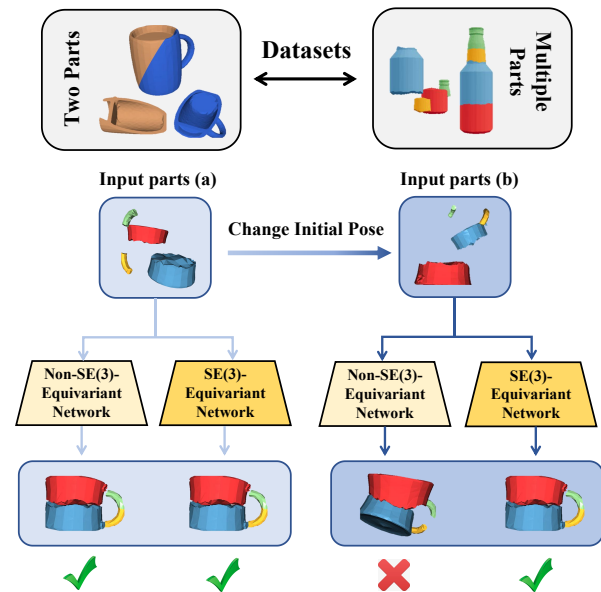 Two Parts
Datasets
Multiple
Parts
Input parts (a)
Input parts (b)
Change Initial Pose
Non-SE(3)-
Equivariant
Network
SE(3)-
Equivariant
Network
Non-SE(3)-
Equivariant
Network
SE(3)-
Equivariant
Network